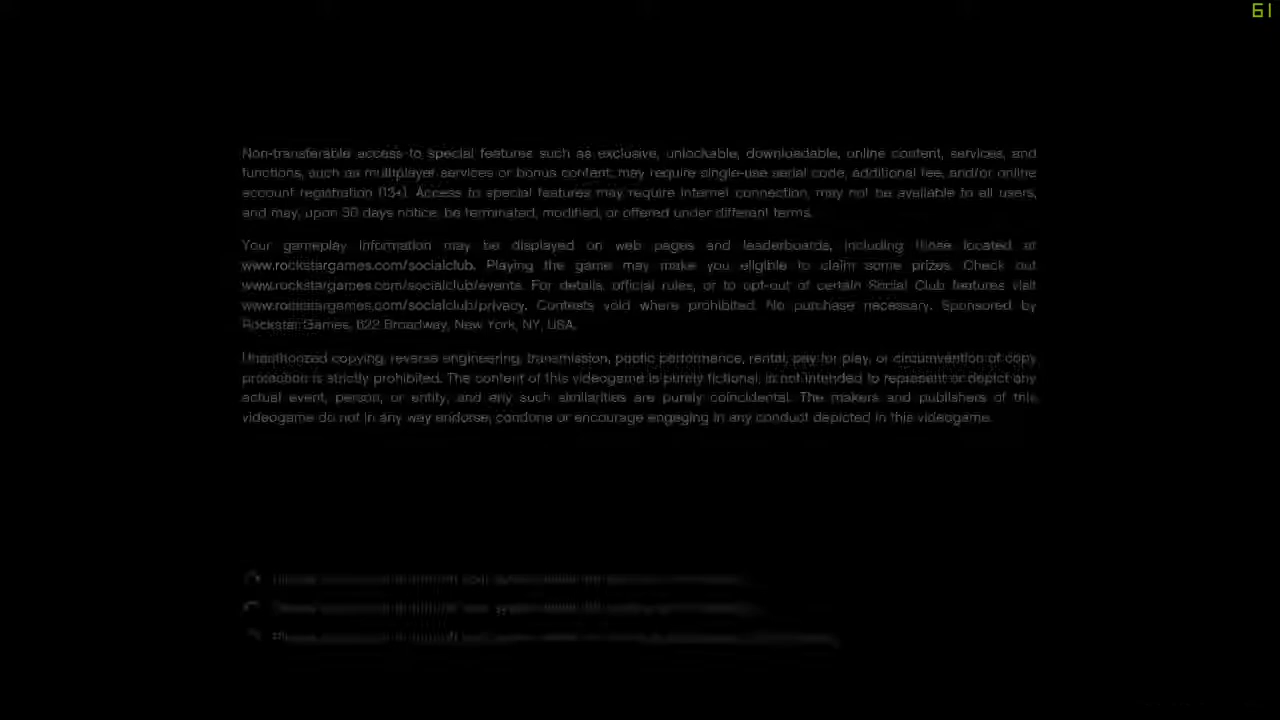 61
Non-transferable access to special features such as exclusive, unlockable, downloadable, online content, services, and
functions, such as multiplayer services or bonus content, may require single-use serial code, additional fee, and/or online
account registration (13+). Access to special features may require internet connection, may not be available to all users,
and may, upon 30 days notice, be terminated, modified, or offered under different terms.
Your gameplay information may be displayed on web pages and leaderboards, including those located at
www.rockstargames.com/socialclub. Playing the game may make you eligible to claim some prizes. Check out
www.rockstargames.com/socialclub/events. For details, official rules, or to opt-out of certain Social Club features visit
www.rockstargames.com/socialclub/privacy. Contests void where prohibited. No purchase necessary. Sponsored by
Rockstar Games, 622 Broadway, New York, NY, USA.
Unauthorized copying, reverse engineering, transmission, public performance, rental, pay for play, or circumvention of copy
protection is strictly prohibited. The content of this videogame is purely fictional, is not intended to represent or depict any
actual event, person, or entity, and any such similarities are purely coincidental. The makers and publishers of this
videogame do not in any way endorse, condone or encourage engaging in any conduct depicted in this videogame.